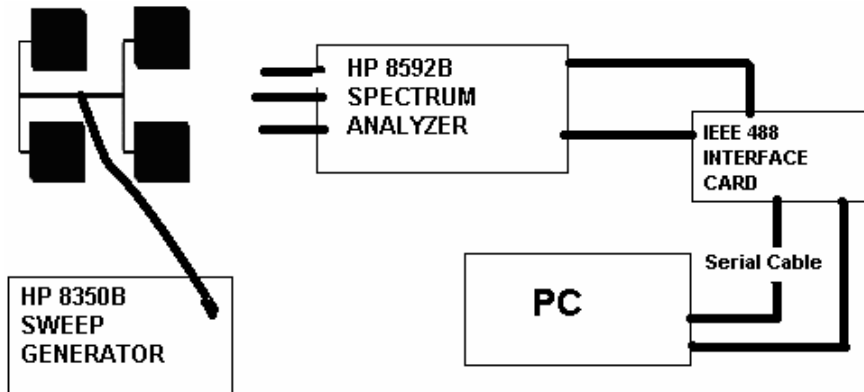 HP 8592B
SPECTRUM
ANALYZER
IEEE 488
INTERFACE
CARD
Serial Cable
PC
HP 8350B
SWEEP
GENERATOR